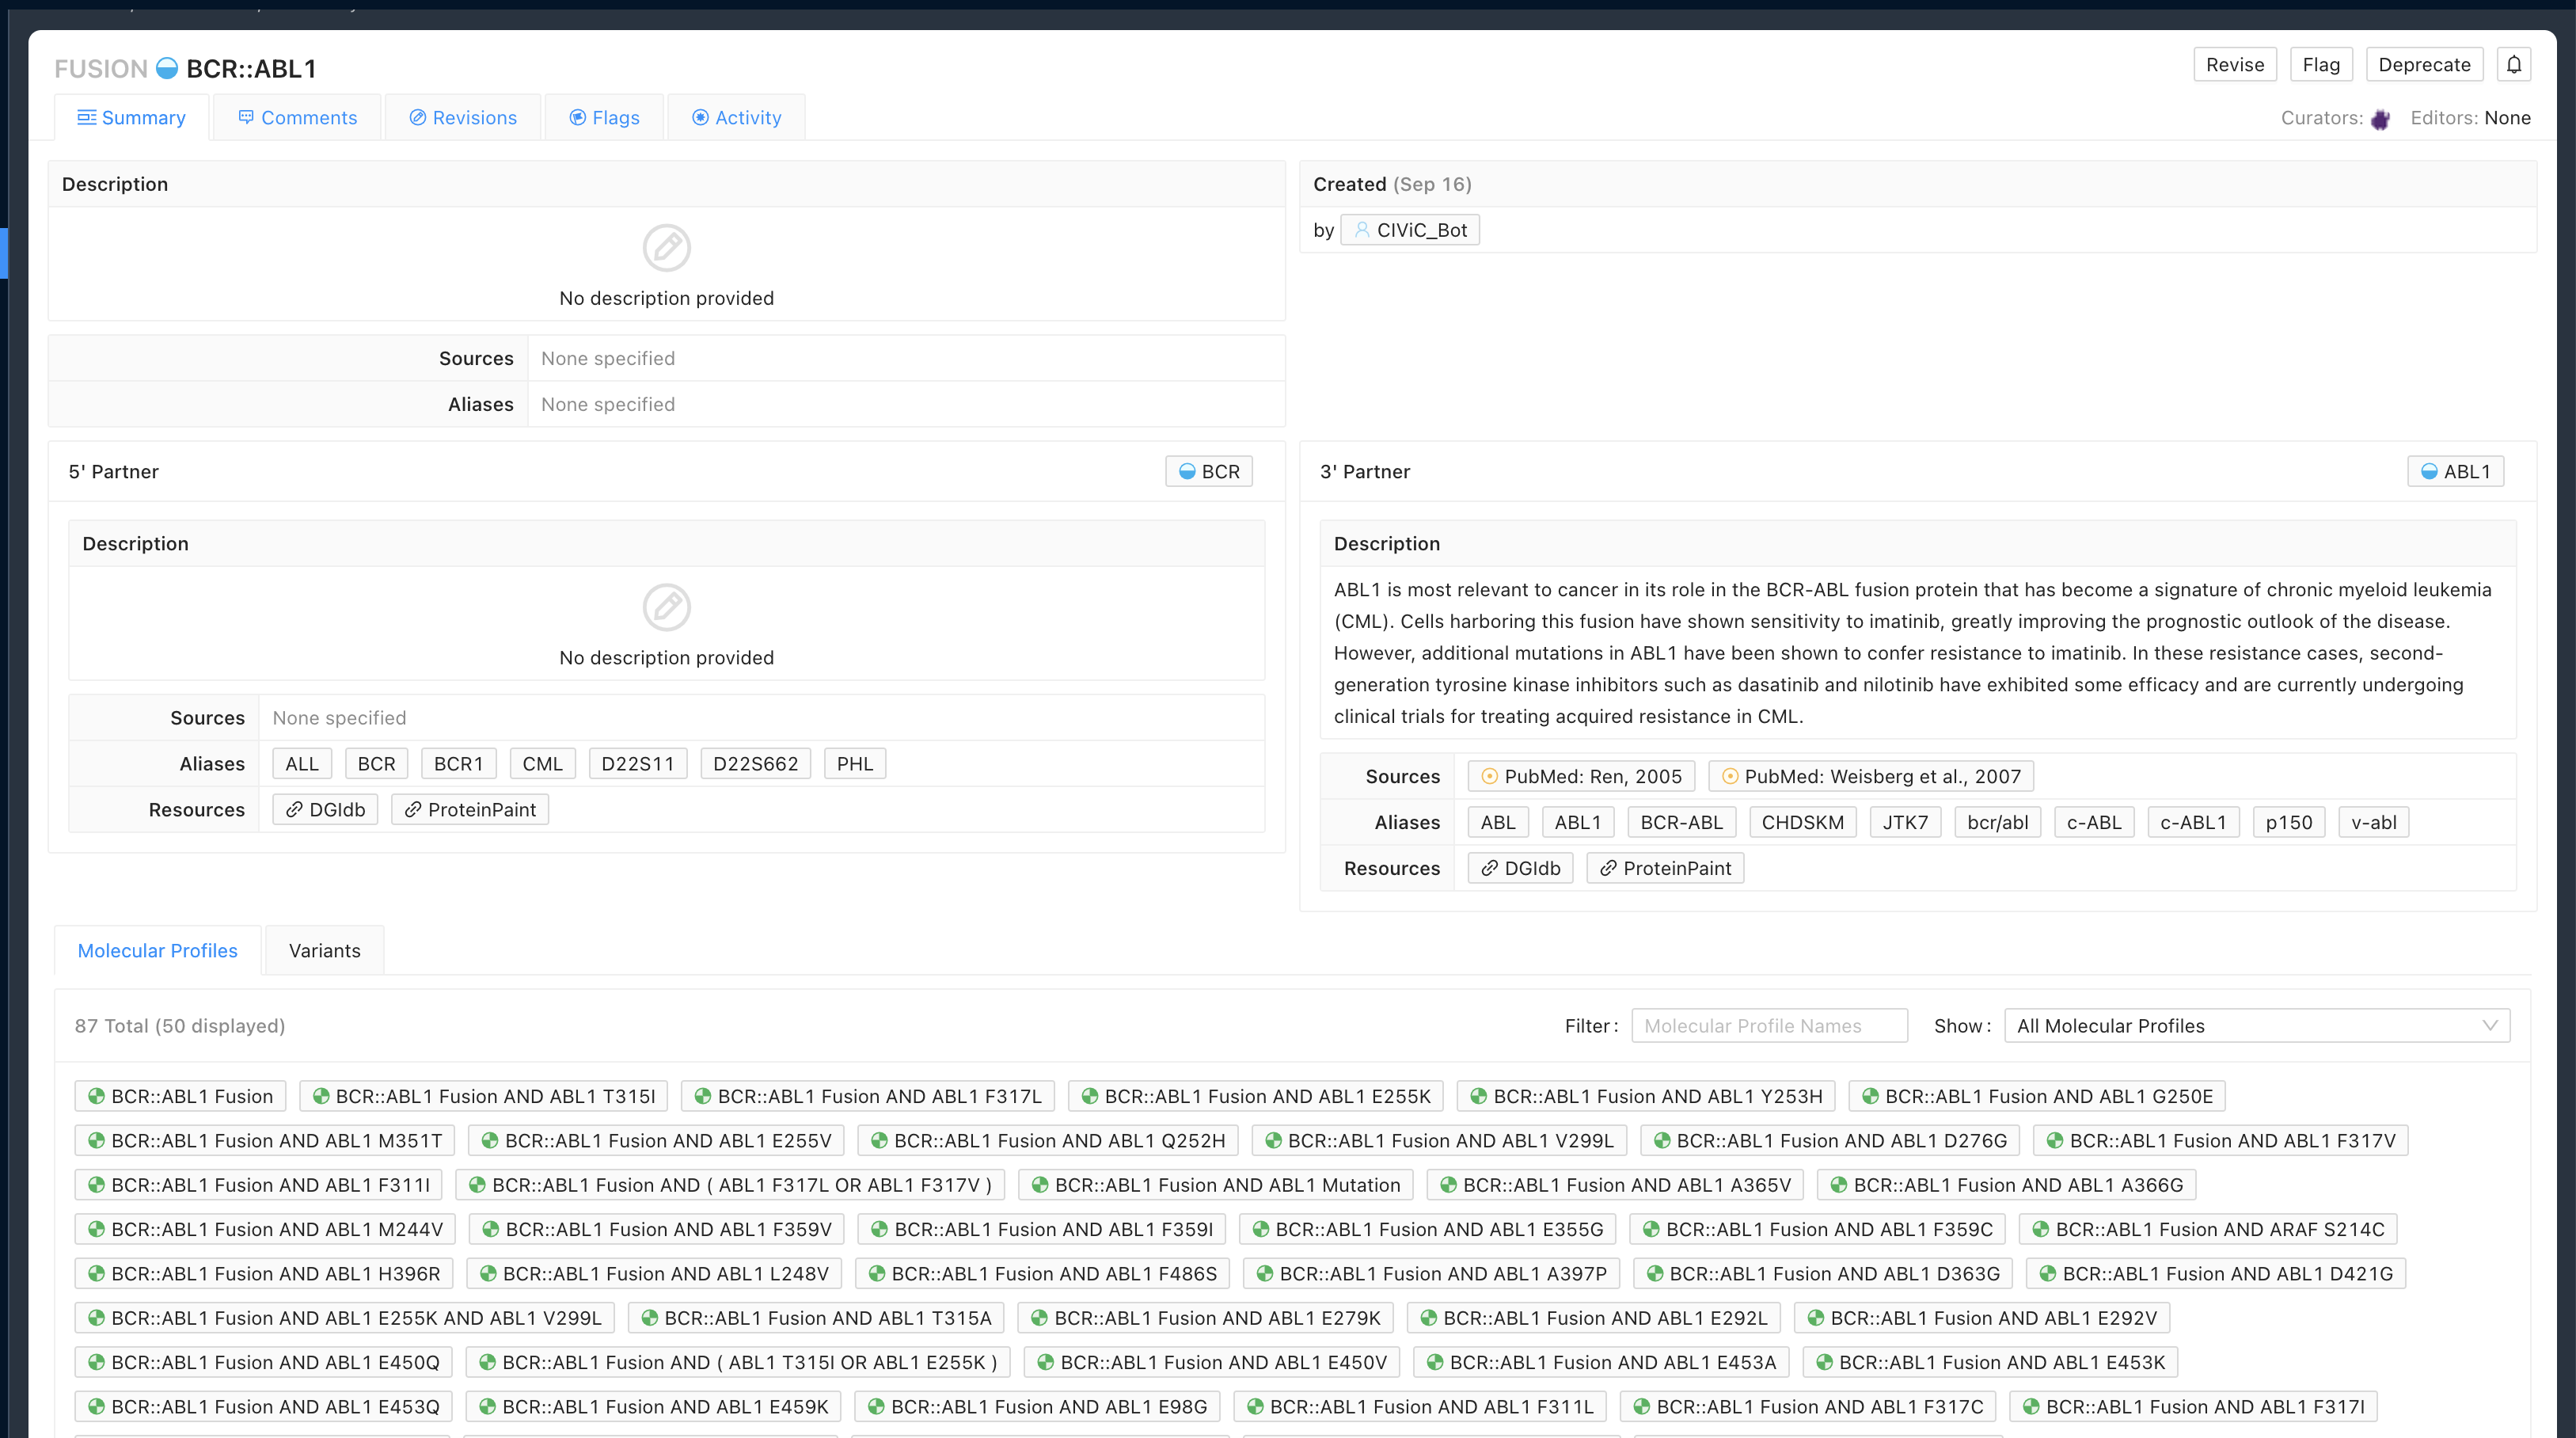 FUSION BCR::ABL1
Revise Flag Deprecate
Summary Comments Revisions Flags Activity
Curators: Editors: None
Description
No description provided
Sources None specified
Aliases None specified
Created (Sep 16)
by CIViC_Bot
5' Partner BCR
Description
No description provided
Sources None specified
Aliases ALL BCR BCR1 CML D22S11 D22S662 PHL
Resources DGIdb ProteinPaint
3' Partner ABL1
Description
ABL1 is most relevant to cancer in its role in the BCR-ABL fusion protein that has become a signature of chronic myeloid leukemia
(CML). Cells harboring this fusion have shown sensitivity to imatinib, greatly improving the prognostic outlook of the disease.
However, additional mutations in ABL1 have been shown to confer resistance to imatinib. In these resistance cases, second-
generation tyrosine kinase inhibitors such as dasatinib and nilotinib have exhibited some efficacy and are currently undergoing
clinical trials for treating acquired resistance in CML.
Sources PubMed: Ren, 2005 PubMed: Weisberg et al., 2007
Aliases ABL ABL1 BCR-ABL CHDSKM JTK7 bcr/abl c-ABL c-ABL1 p150 v-abl
Resources DGIdb ProteinPaint
Molecular Profiles Variants
87 Total (50 displayed) Filter: Molecular Profile Names Show: All Molecular Profiles
BCR::ABL1 Fusion BCR::ABL1 Fusion AND ABL1 T315I BCR::ABL1 Fusion AND ABL1 F317L BCR::ABL1 Fusion AND ABL1 E255K BCR::ABL1 Fusion AND ABL1 Y253H BCR::ABL1 Fusion AND ABL1 G250E
BCR::ABL1 Fusion AND ABL1 M351T BCR::ABL1 Fusion AND ABL1 E255V BCR::ABL1 Fusion AND ABL1 Q252H BCR::ABL1 Fusion AND ABL1 V299L BCR::ABL1 Fusion AND ABL1 D276G BCR::ABL1 Fusion AND ABL1 F317V
BCR::ABL1 Fusion AND ABL1 F311I BCR::ABL1 Fusion AND ( ABL1 F317L OR ABL1 F317V ) BCR::ABL1 Fusion AND ABL1 Mutation BCR::ABL1 Fusion AND ABL1 A365V BCR::ABL1 Fusion AND ABL1 A366G
BCR::ABL1 Fusion AND ABL1 M244V BCR::ABL1 Fusion AND ABL1 F359V BCR::ABL1 Fusion AND ABL1 F359I BCR::ABL1 Fusion AND ABL1 E355G BCR::ABL1 Fusion AND ABL1 F359C BCR::ABL1 Fusion AND ARAF S214C
BCR::ABL1 Fusion AND ABL1 H396R BCR::ABL1 Fusion AND ABL1 L248V BCR::ABL1 Fusion AND ABL1 F486S BCR::ABL1 Fusion AND ABL1 A397P BCR::ABL1 Fusion AND ABL1 D363G BCR::ABL1 Fusion AND ABL1 D421G
BCR::ABL1 Fusion AND ABL1 E255K AND ABL1 V299L BCR::ABL1 Fusion AND ABL1 T315A BCR::ABL1 Fusion AND ABL1 E279K BCR::ABL1 Fusion AND ABL1 E292L BCR::ABL1 Fusion AND ABL1 E292V
BCR::ABL1 Fusion AND ABL1 E450Q BCR::ABL1 Fusion AND ( ABL1 T315I OR ABL1 E255K ) BCR::ABL1 Fusion AND ABL1 E450V BCR::ABL1 Fusion AND ABL1 E453A BCR::ABL1 Fusion AND ABL1 E453K
BCR::ABL1 Fusion AND ABL1 E453Q BCR::ABL1 Fusion AND ABL1 E459K BCR::ABL1 Fusion AND ABL1 E98G BCR::ABL1 Fusion AND ABL1 F311L BCR::ABL1 Fusion AND ABL1 F317C BCR::ABL1 Fusion AND ABL1 F317I